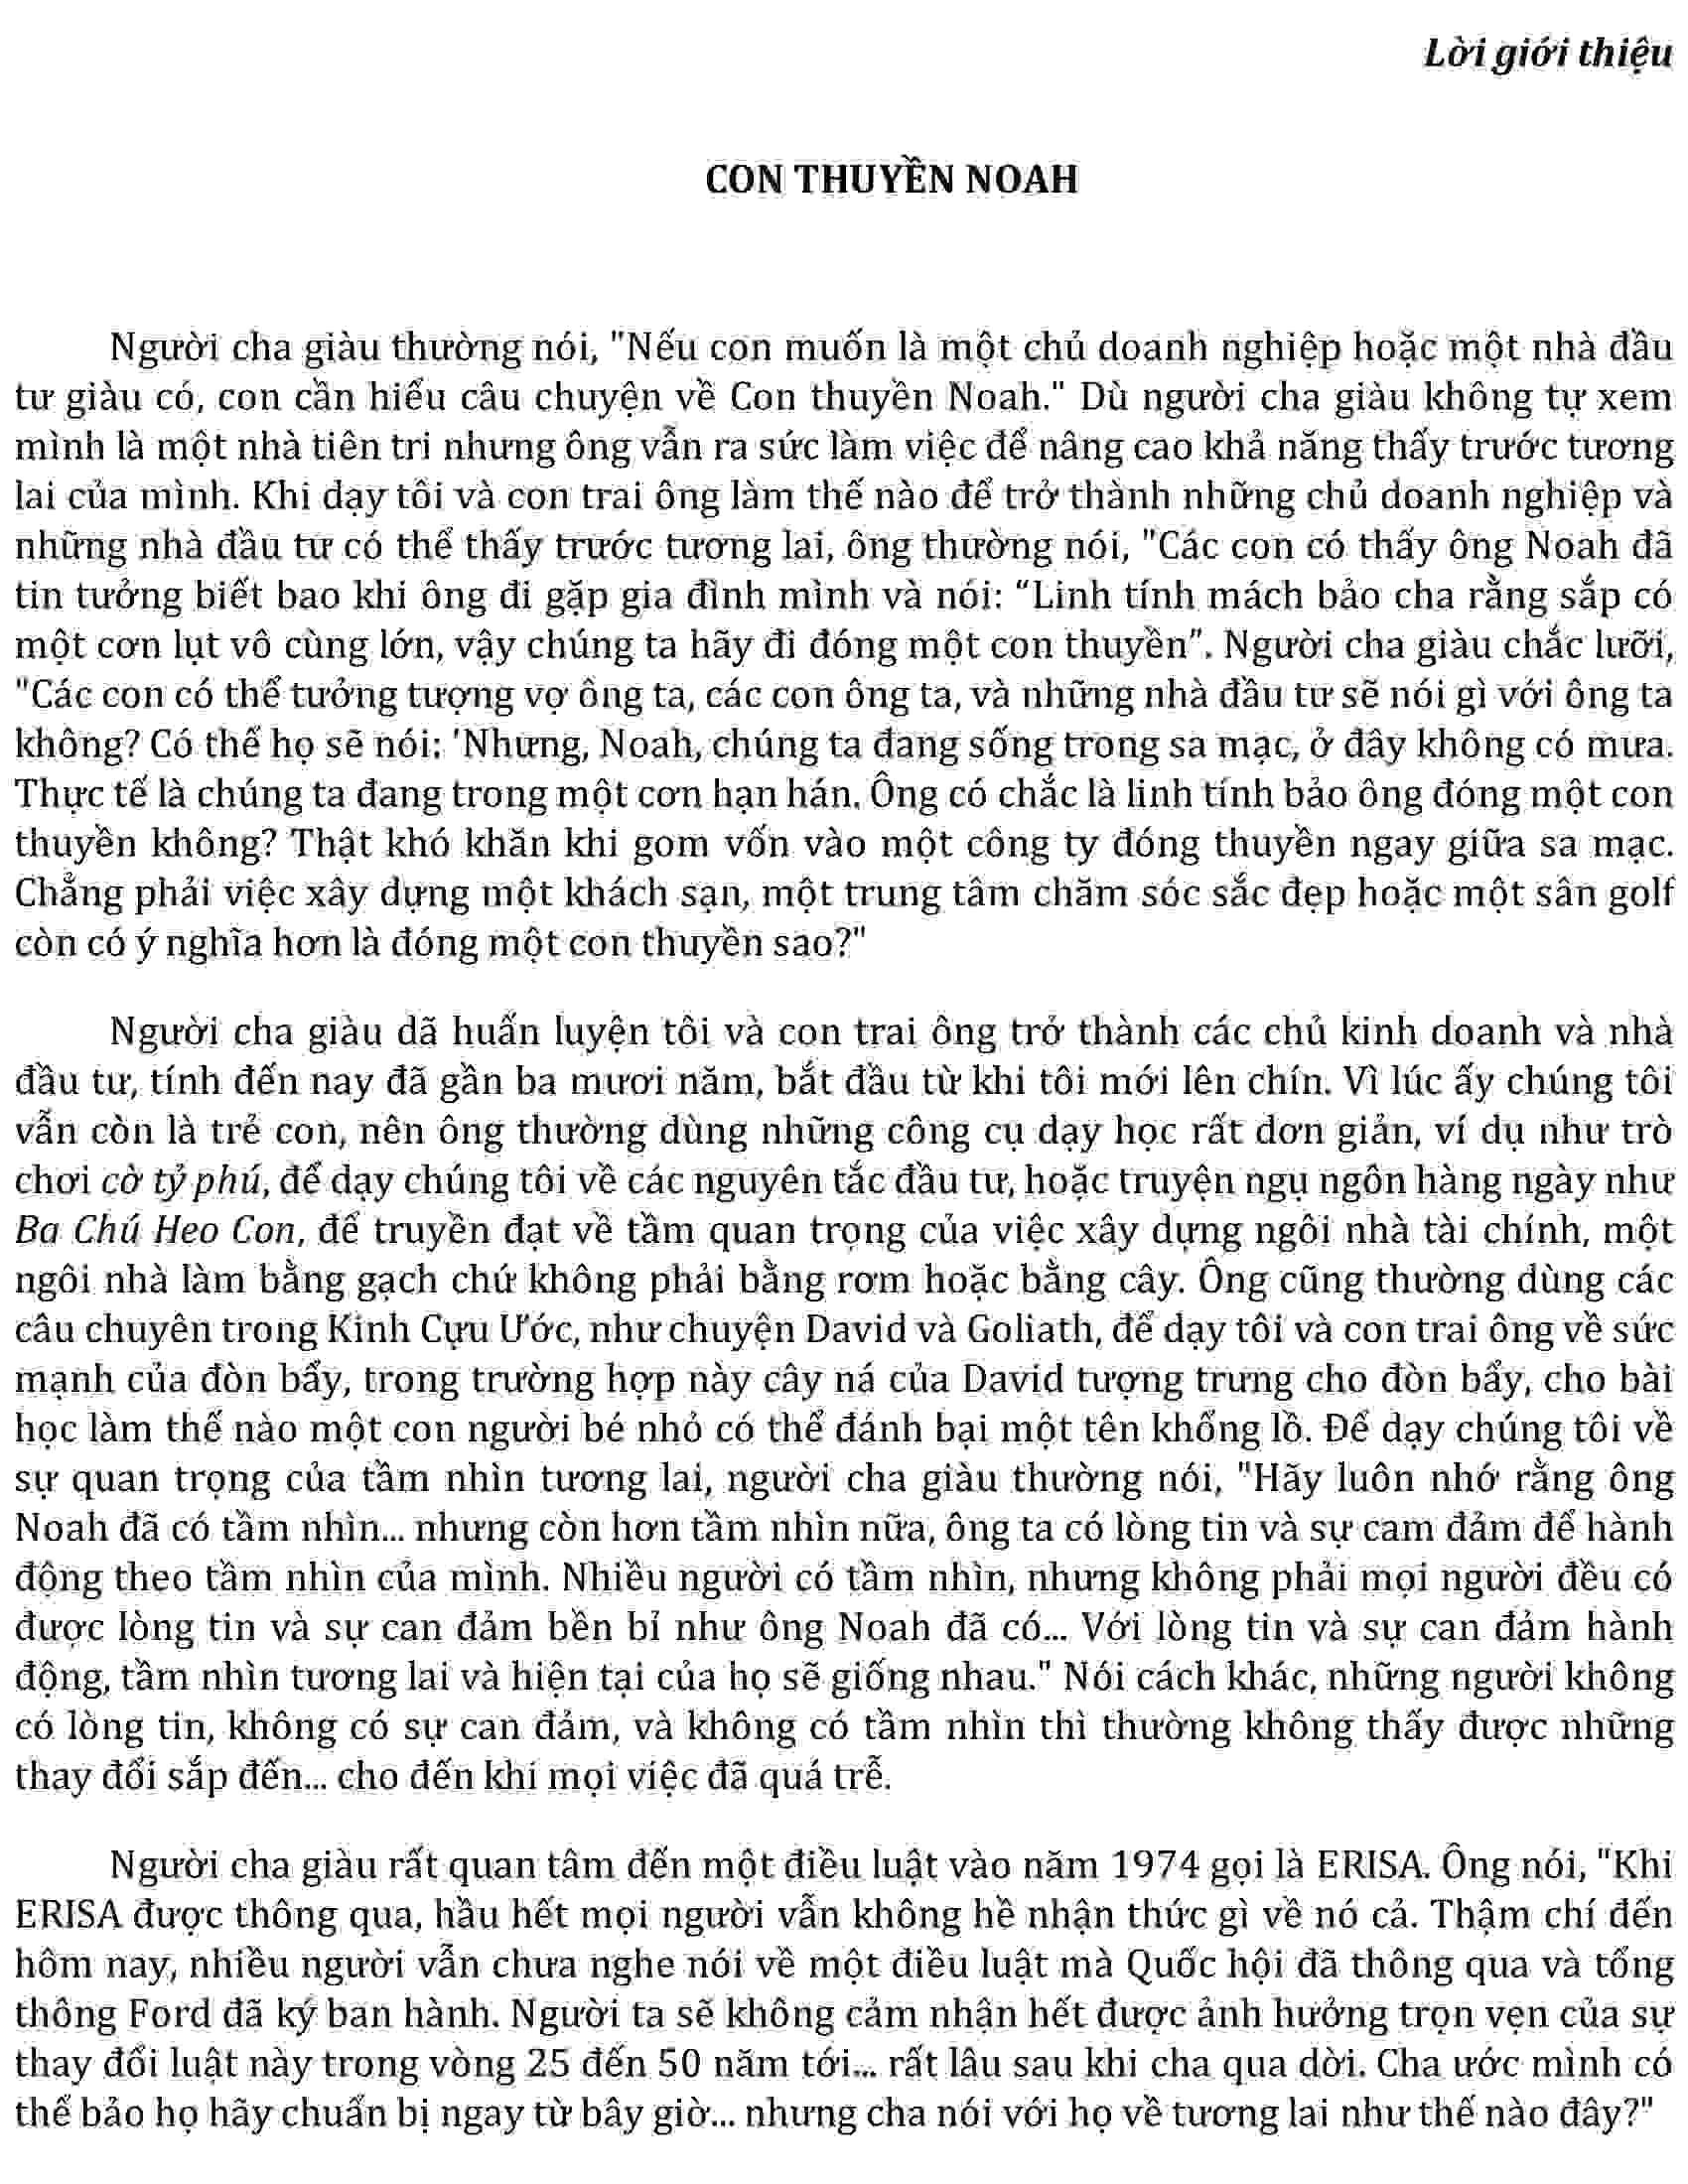 Lời giới thiệu
CON THUYỀN NOAH
Người cha giàu thường nói, "Nếu con muốn là một chủ doanh nghiệp hoặc một nhà đầu
tư giàu có, con cần hiểu câu chuyện về Con thuyền Noah." Dù người cha giàu không tự xem
mình là một nhà tiên tri nhưng ông vẫn ra sức làm việc để nâng cao khả năng thấy trước tương
lai của mình. Khi dạy tôi và con trai ông làm thế nào để trở thành những chủ doanh nghiệp và
những nhà đầu tư có thể thấy trước tương lai, ông thường nói, "Các con có thấy ông Noah đã
tin tưởng biết bao khi ông đi gặp gia đình mình và nói: “Linh tính mách bảo cha rằng sắp có
một cơn lụt vô cùng lớn, vậy chúng ta hãy đi đóng một con thuyền”. Người cha giàu chắc lưỡi,
"Các con có thể tưởng tượng vợ ông ta, các con ông ta, và những nhà đầu tư sẽ nói gì với ông ta
không? Có thể họ sẽ nói: 'Nhưng, Noah, chúng ta đang sống trong sa mạc, ở đây không có mưa.
Thực tế là chúng ta đang trong một cơn hạn hán. Ông có chắc là linh tính bảo ông đóng một con
thuyền không? Thật khó khăn khi gom vốn vào một công ty đóng thuyền ngay giữa sa mạc.
Chẳng phải việc xây dựng một khách sạn, một trung tâm chăm sóc sắc đẹp hoặc một sân golf
còn có ý nghĩa hơn là đóng một con thuyền sao?"
Người cha giàu dã huấn luyện tôi và con trai ông trở thành các chủ kinh doanh và nhà
đầu tư, tính đến nay đã gần ba mươi năm, bắt đầu từ khi tôi mới lên chín. Vì lúc ấy chúng tôi
vẫn còn là trẻ con, nên ông thường dùng những công cụ dạy học rất đơn giản, ví dụ như trò
chơi cờ tỷ phú, để dạy chúng tôi về các nguyên tắc đầu tư, hoặc truyện ngụ ngôn hàng ngày như
Ba Chú Heo Con, để truyền đạt về tầm quan trọng của việc xây dựng ngôi nhà tài chính, một
ngôi nhà làm bằng gạch chứ không phải bằng rơm hoặc bằng cây. Ông cũng thường dùng các
câu chuyên trong Kinh Cựu Ước, như chuyện David và Goliath, để dạy tôi và con trai ông về sức
mạnh của đòn bẩy, trong trường hợp này cây ná của David tượng trưng cho đòn bẩy, cho bài
học làm thế nào một con người bé nhỏ có thể đánh bại một tên khổng lồ. Để dạy chúng tôi về
sự quan trọng của tầm nhìn tương lai, người cha giàu thường nói, "Hãy luôn nhớ rằng ông
Noah đã có tầm nhìn... nhưng còn hơn tầm nhìn nữa, ông ta có lòng tin và sự cam đảm để hành
động theo tầm nhìn của mình. Nhiều người có tầm nhìn, nhưng không phải mọi người đều có
được lòng tin và sự can đảm bền bỉ như ông Noah đã có... Với lòng tin và sự can đảm hành
động, tầm nhìn tương lai và hiện tại của họ sẽ giống nhau." Nói cách khác, những người không
có lòng tin, không có sự can đảm, và không có tầm nhìn thì thường không thấy được những
thay đổi sắp đến... cho đến khi mọi việc đã quá trễ.
Người cha giàu rất quan tâm đến một điều luật vào năm 1974 gọi là ERISA. Ông nói, "Khi
ERISA được thông qua, hầu hết mọi người vẫn không hề nhận thức gì về nó cả. Thậm chí đến
hôm nay, nhiều người vẫn chưa nghe nói về một điều luật mà Quốc hội đã thông qua và tổng
thông Ford đã ký ban hành. Người ta sẽ không cảm nhận hết được ảnh hưởng trọn vẹn của sự
thay đổi luật này trong vòng 25 đến 50 năm tới... rất lâu sau khi cha qua dời. Cha ước mình có
thể bảo họ hãy chuẩn bị ngay từ bây giờ... nhưng cha nói với họ về tương lai như thế nào đây?"